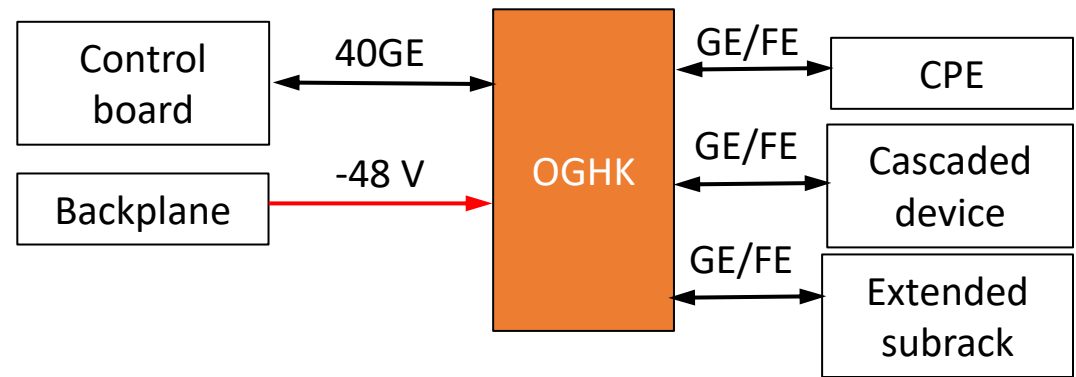 Control
board
40GE
Backplane
-48 V
OGHK
GE/FE
CPE
GE/FE
Cascaded
device
GE/FE
Extended
subrack